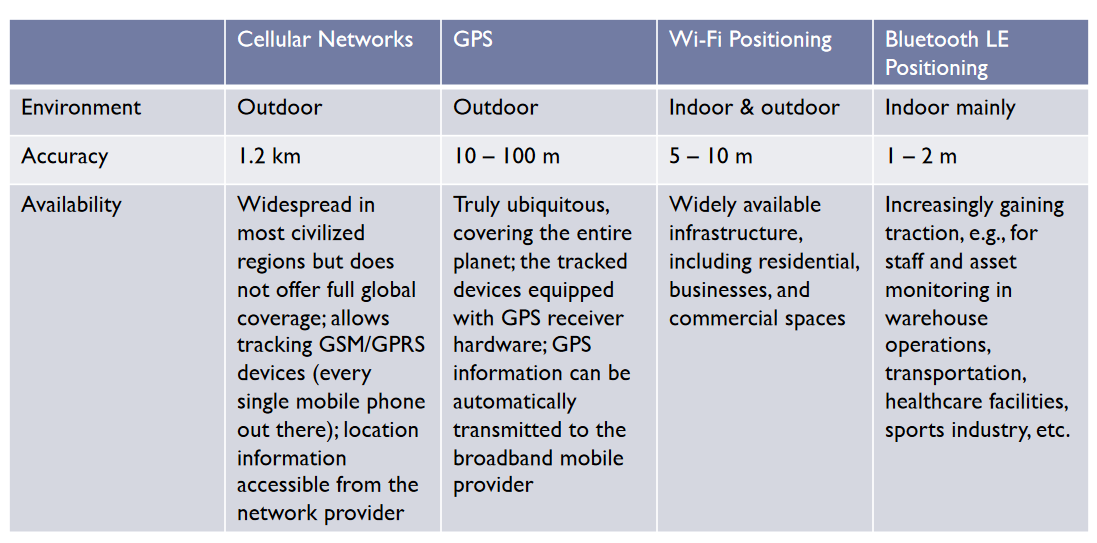 Cellular Networks
GPS
Wi-Fi Positioning
Bluetooth LE
Positioning
Environment
Outdoor
Outdoor
Indoor & outdoor
Indoor mainly
Accuracy
1.2 km
10 – 100 m
5 – 10 m
1 – 2 m
Availability
Widespread in
most civilized
regions but does
not offer full global
coverage; allows
tracking GSM/GPRS
devices (every
single mobile phone
out there); location
information
accessible from the
network provider
Truly ubiquitous,
covering the entire
planet; the tracked
devices equipped
with GPS receiver
hardware; GPS
information can be
automatically
transmitted to the
broadband mobile
provider
Widely available
infrastructure,
including residential,
businesses, and
commercial spaces
Increasingly gaining
traction, e.g., for
staff and asset
monitoring in
warehouse
operations,
transportation,
healthcare facilities,
sports industry, etc.